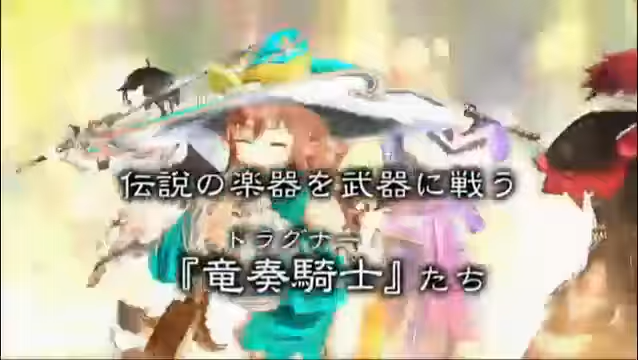 伝説の楽器を武器に戦う
ドラグナー
『竜奏騎士』たち